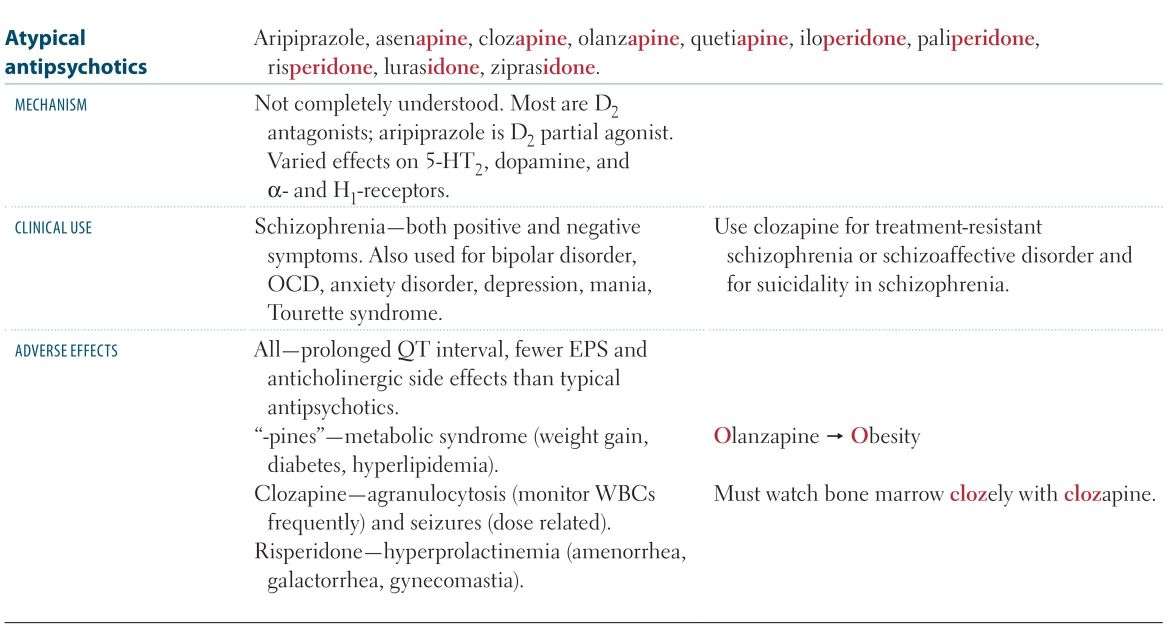 Atypical
antipsychotics
Aripiprazole, asenapine, clozapine, olanzapine, quetiapine, iloperidone, paliperidone,
risperidone, lurasidone, ziprasidone.
MECHANISM
Not completely understood. Most are D2
antagonists; aripiprazole is D2 partial agonist.
Varied effects on 5-HT2, dopamine, and
α- and H1-receptors.
CLINICAL USE
Schizophrenia—both positive and negative
symptoms. Also used for bipolar disorder,
OCD, anxiety disorder, depression, mania,
Tourette syndrome.
Use clozapine for treatment-resistant
schizophrenia or schizoaffective disorder and
for suicidality in schizophrenia.
ADVERSE EFFECTS
All—prolonged QT interval, fewer EPS and
anticholinergic side effects than typical
antipsychotics.
“-pines”—metabolic syndrome (weight gain,
diabetes, hyperlipidemia).
Olanzapine → Obesity
Clozapine—agranulocytosis (monitor WBCs
frequently) and seizures (dose related).
Must watch bone marrow clozely with clozapine.
Risperidone—hyperprolactinemia (amenorrhea,
galactorrhea, gynecomastia).